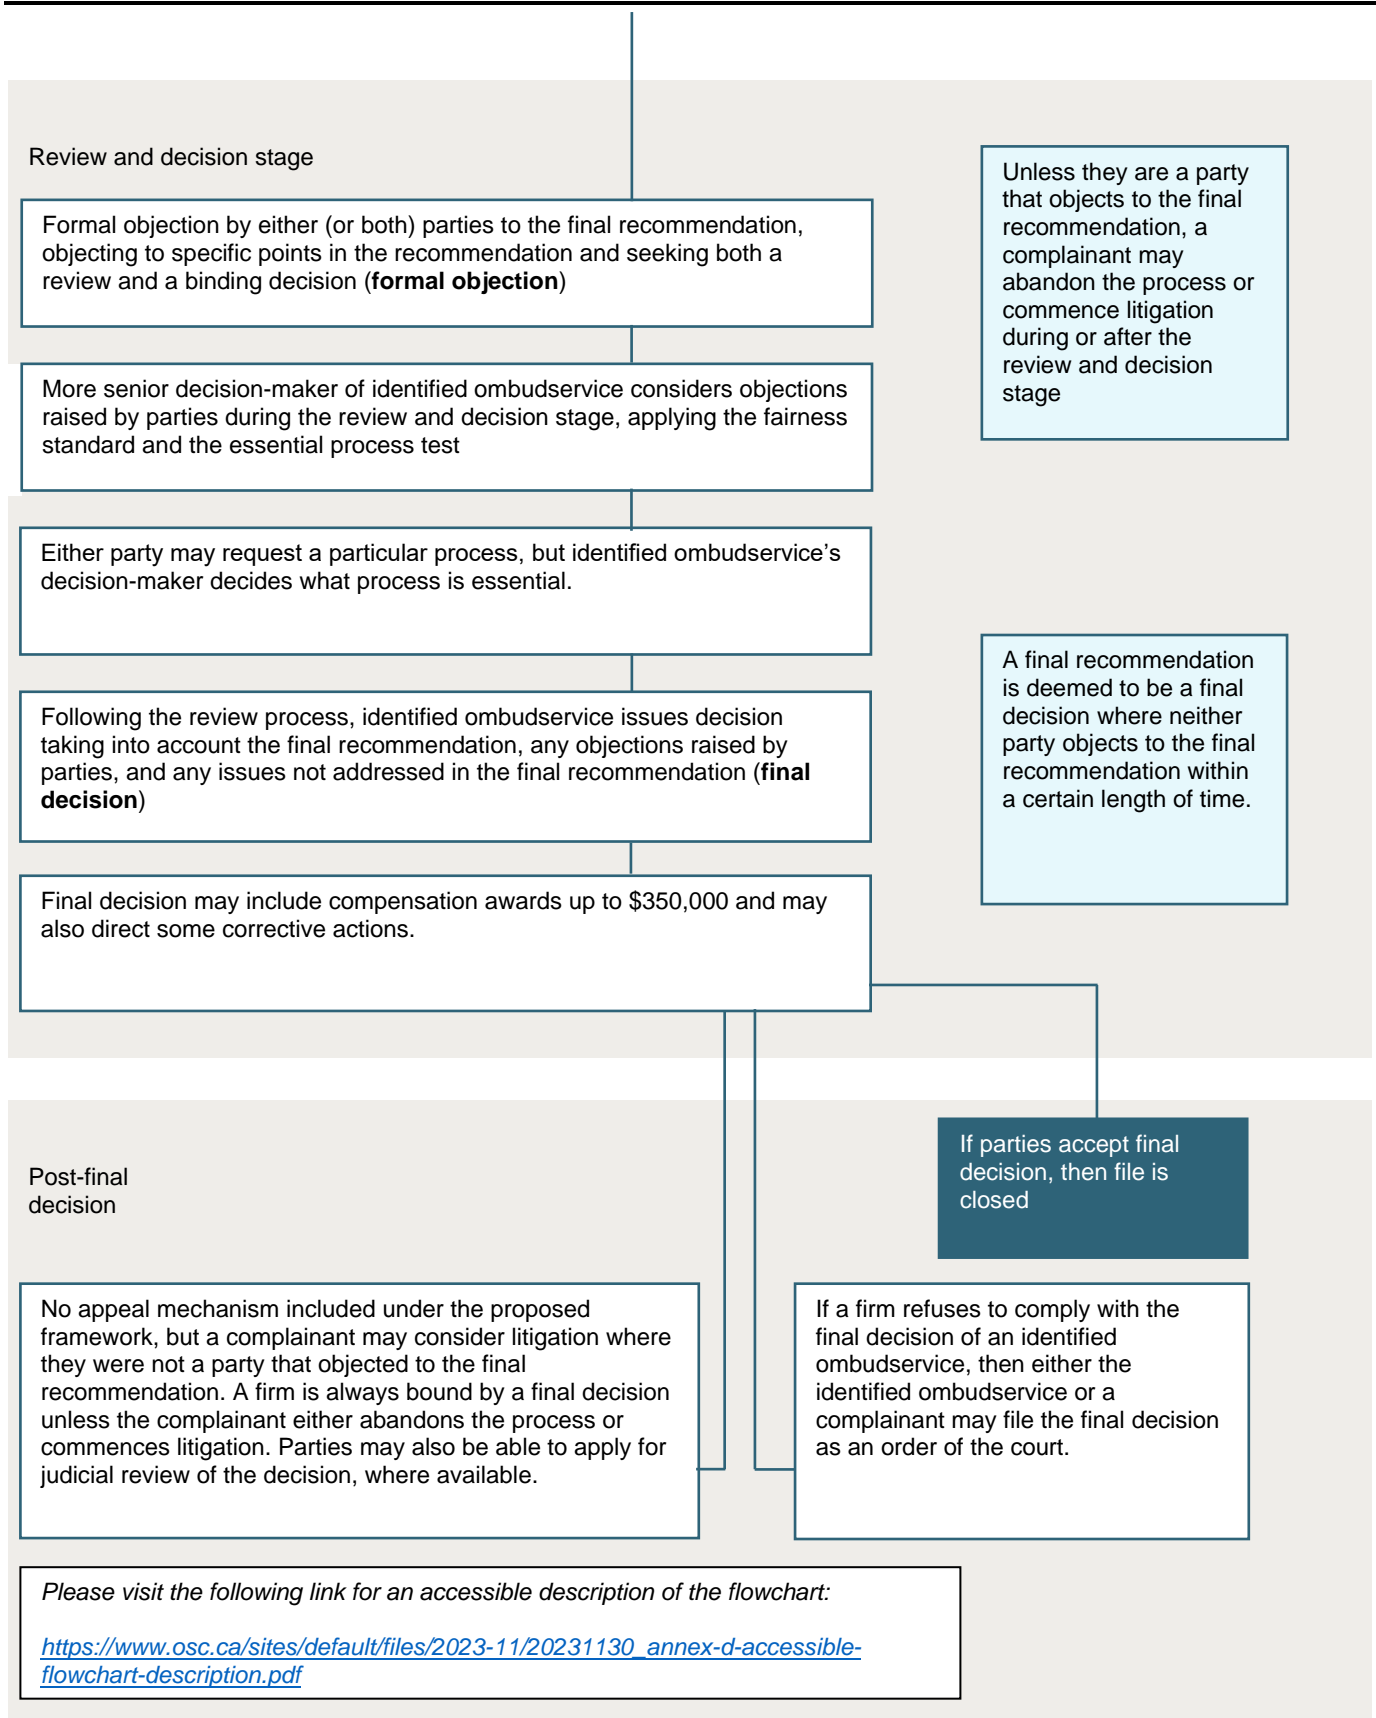 Review and decision stage
Formal objection by either (or both) parties to the final recommendation,
objecting to specific points in the recommendation and seeking both a
review and a binding decision (formal objection)
Unless they are a party
that objects to the final
recommendation, a
complainant may
abandon the process or
commence litigation
during or after the
review and decision
stage
More senior decision-maker of identified ombudservice considers objections
raised by parties during the review and decision stage, applying the fairness
standard and the essential process test
Either party may request a particular process, but identified ombudservice’s
decision-maker decides what process is essential.
A final recommendation
is deemed to be a final
decision where neither
party objects to the final
recommendation within
a certain length of time.
Following the review process, identified ombudservice issues decision
taking into account the final recommendation, any objections raised by
parties, and any issues not addressed in the final recommendation (final
decision)
Final decision may include compensation awards up to $350,000 and may
also direct some corrective actions.
Post-final
decision
If parties accept final
decision, then file is
closed
No appeal mechanism included under the proposed
framework, but a complainant may consider litigation where
they were not a party that objected to the final
recommendation. A firm is always bound by a final decision
unless the complainant either abandons the process or
commences litigation. Parties may also be able to apply for
judicial review of the decision, where available.
If a firm refuses to comply with the
final decision of an identified
ombudservice, then either the
identified ombudservice or a
complainant may file the final decision
as an order of the court.
Please visit the following link for an accessible description of the flowchart:
https://www.osc.ca/sites/default/files/2023-11/20231130_annex-d-accessible-
flowchart-description.pdf